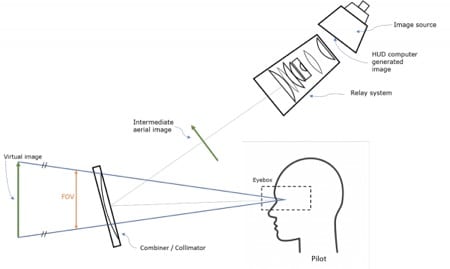 Image source
HUD computer
generated
image
Relay system
Intermediate
aerial image
Virtual image
FOV
Eyebox
Combiner / Collimator
Pilot